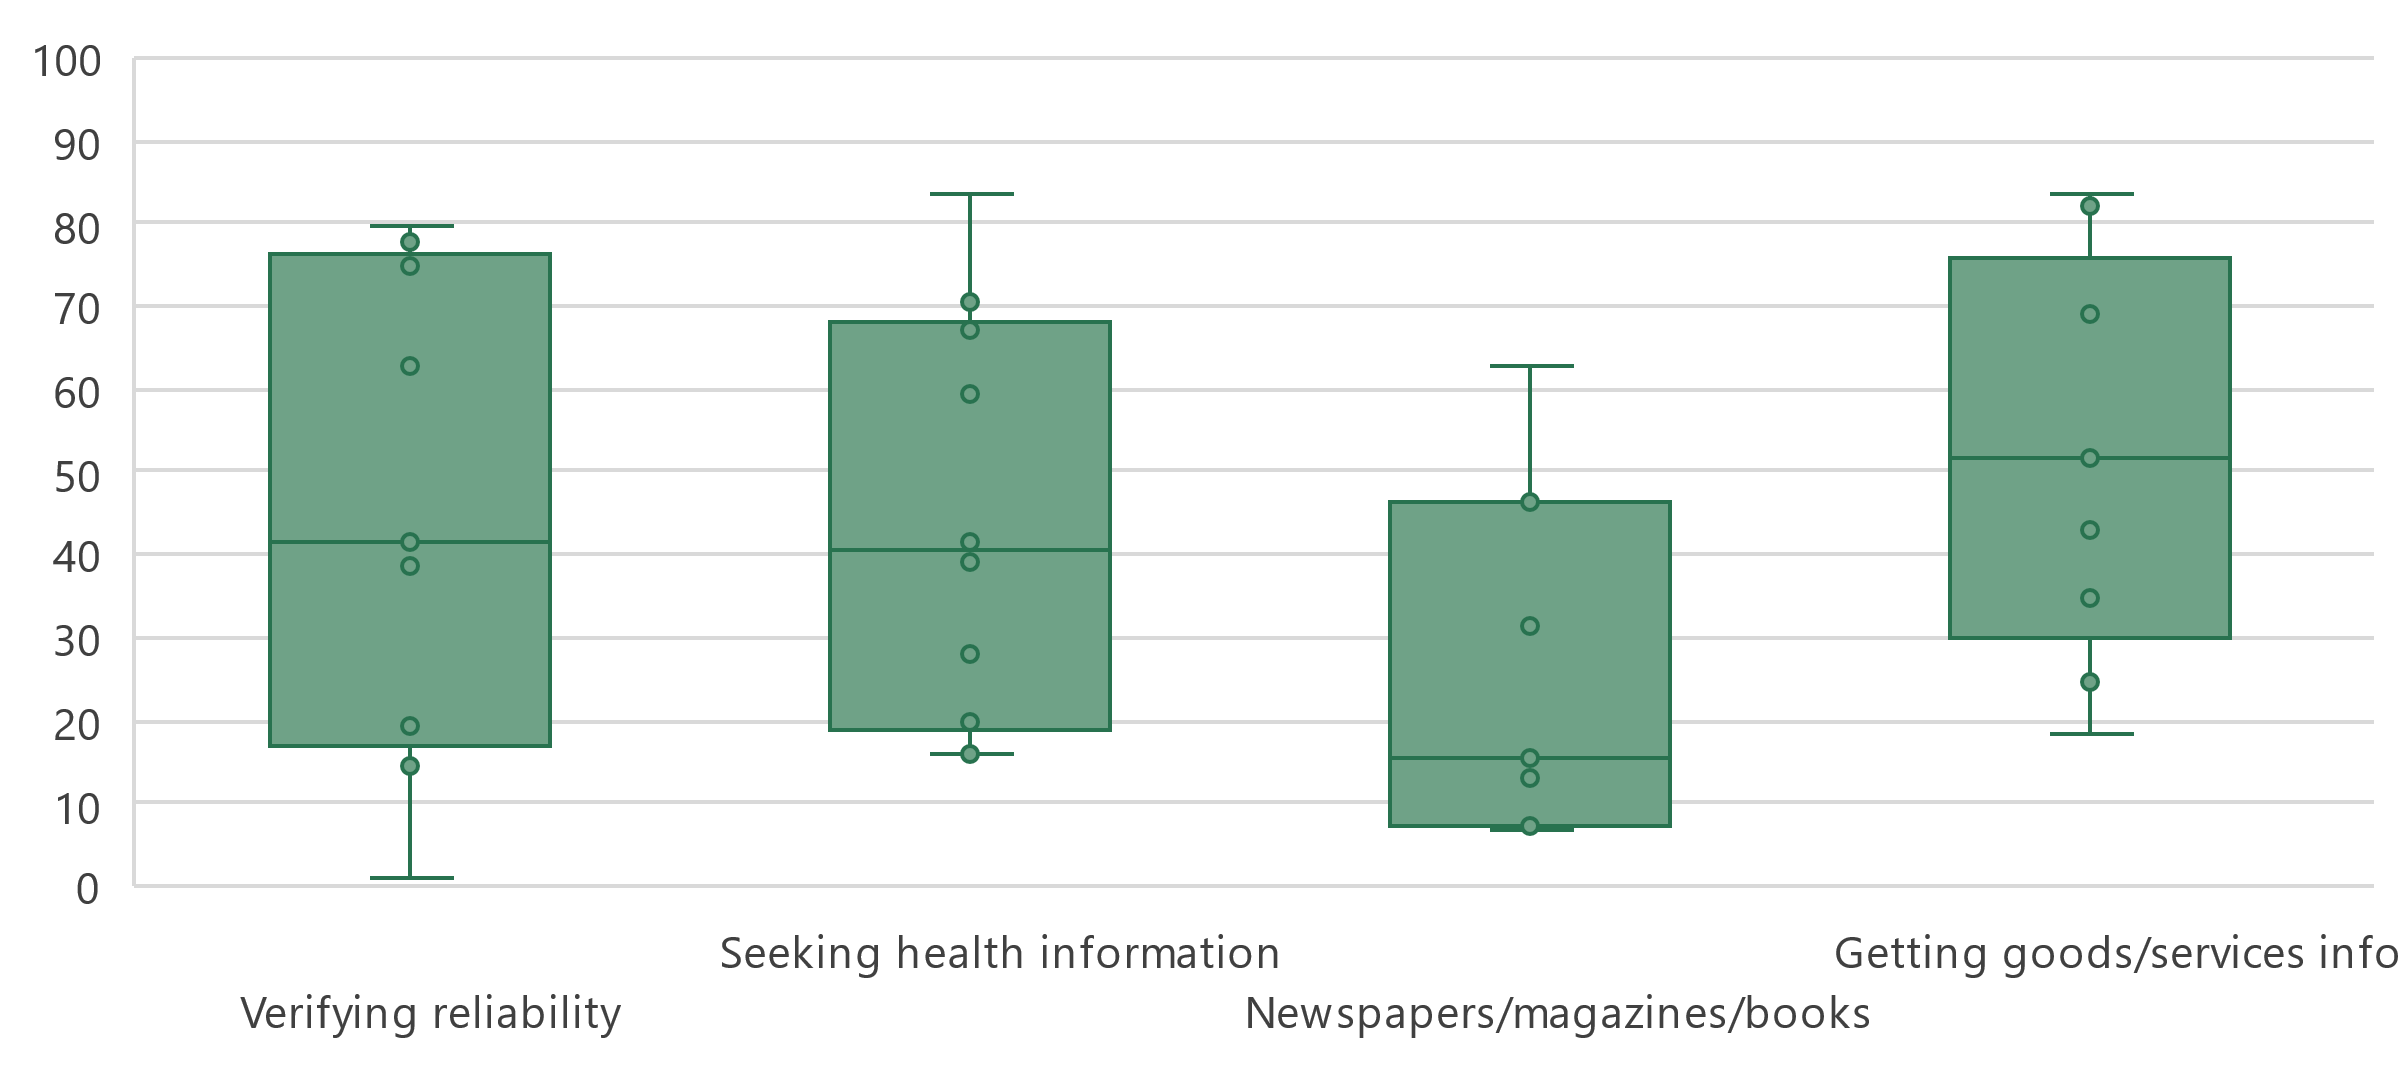 100
90
80
70
60
50
40
30
20
10
0
Seeking health information
Getting goods/services info
Verifying reliability
Newspapers/magazines/books